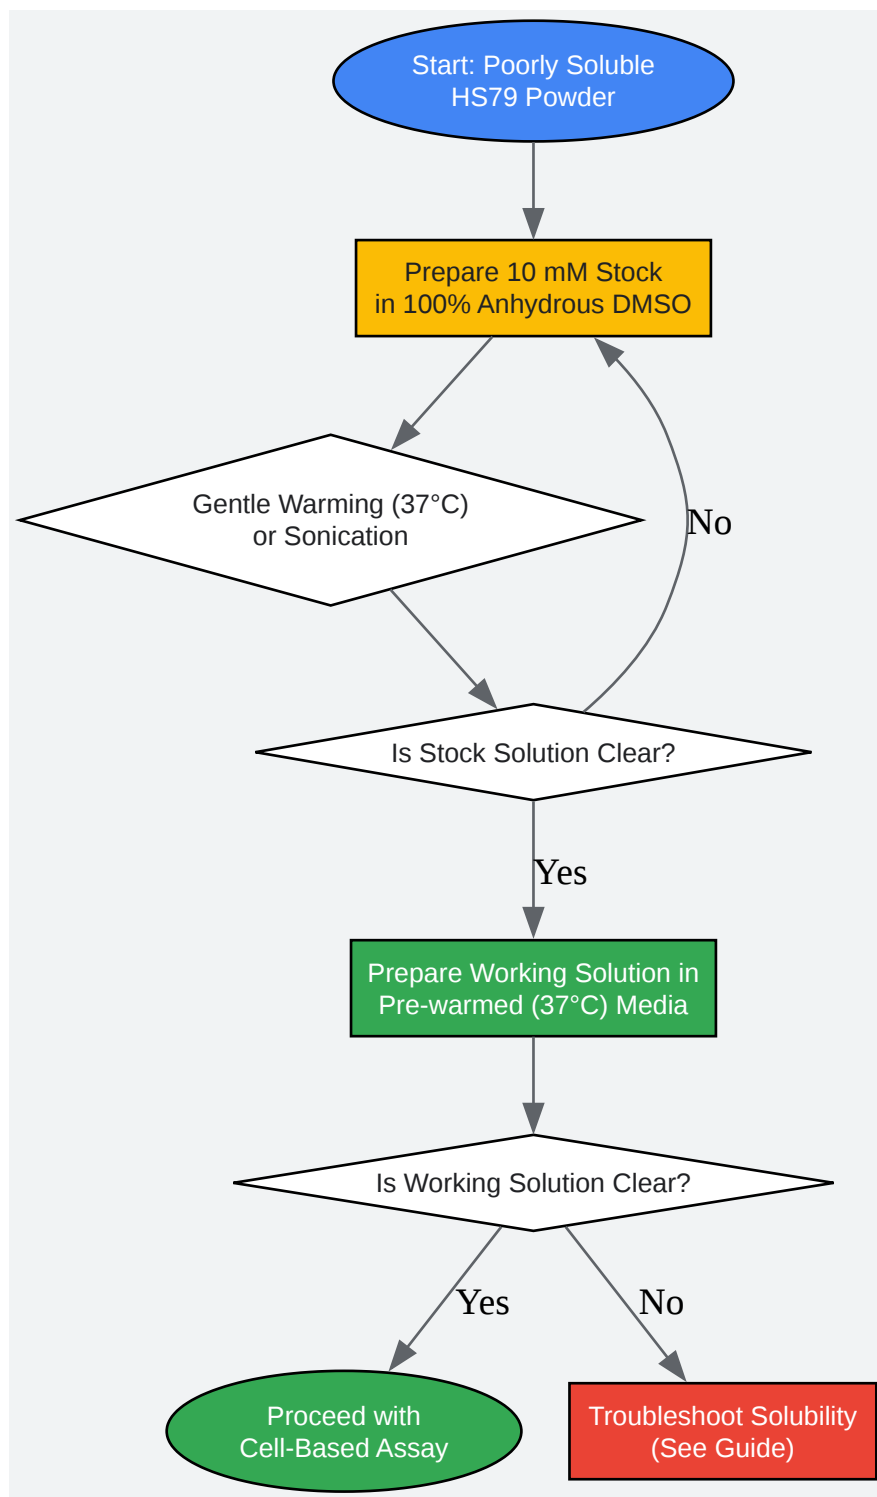 Start: Poorly Soluble
HS79 Powder
Prepare 10 mM Stock
in 100% Anhydrous DMSO
Gentle Warming (37°C)
or Sonication
No
Is Stock Solution Clear?
Yes
Prepare Working Solution in
Pre-warmed (37°C) Media
Is Working Solution Clear?
Yes
No
Proceed with
Cell-Based Assay
Troubleshoot Solubility
(See Guide)